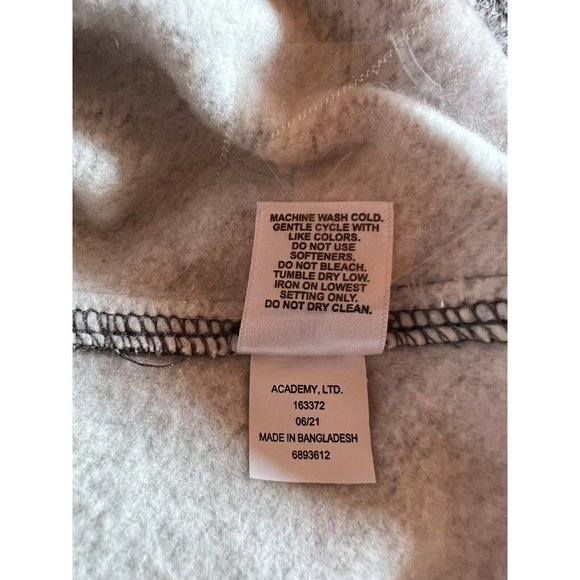 MACHINE WASH COLD.
GENTLE CYCLE WITH
LIKE COLORS.
DO NOT USE
SOFTENERS.
DO NOT BLEACH.
TUMBLE DRY LOW.
IRON ON LOWEST
SETTING ONLY.
DO NOT DRY CLEAN.
ACADEMY, LTD.
163372
06/21
MADE IN BANGLADESH
6893612